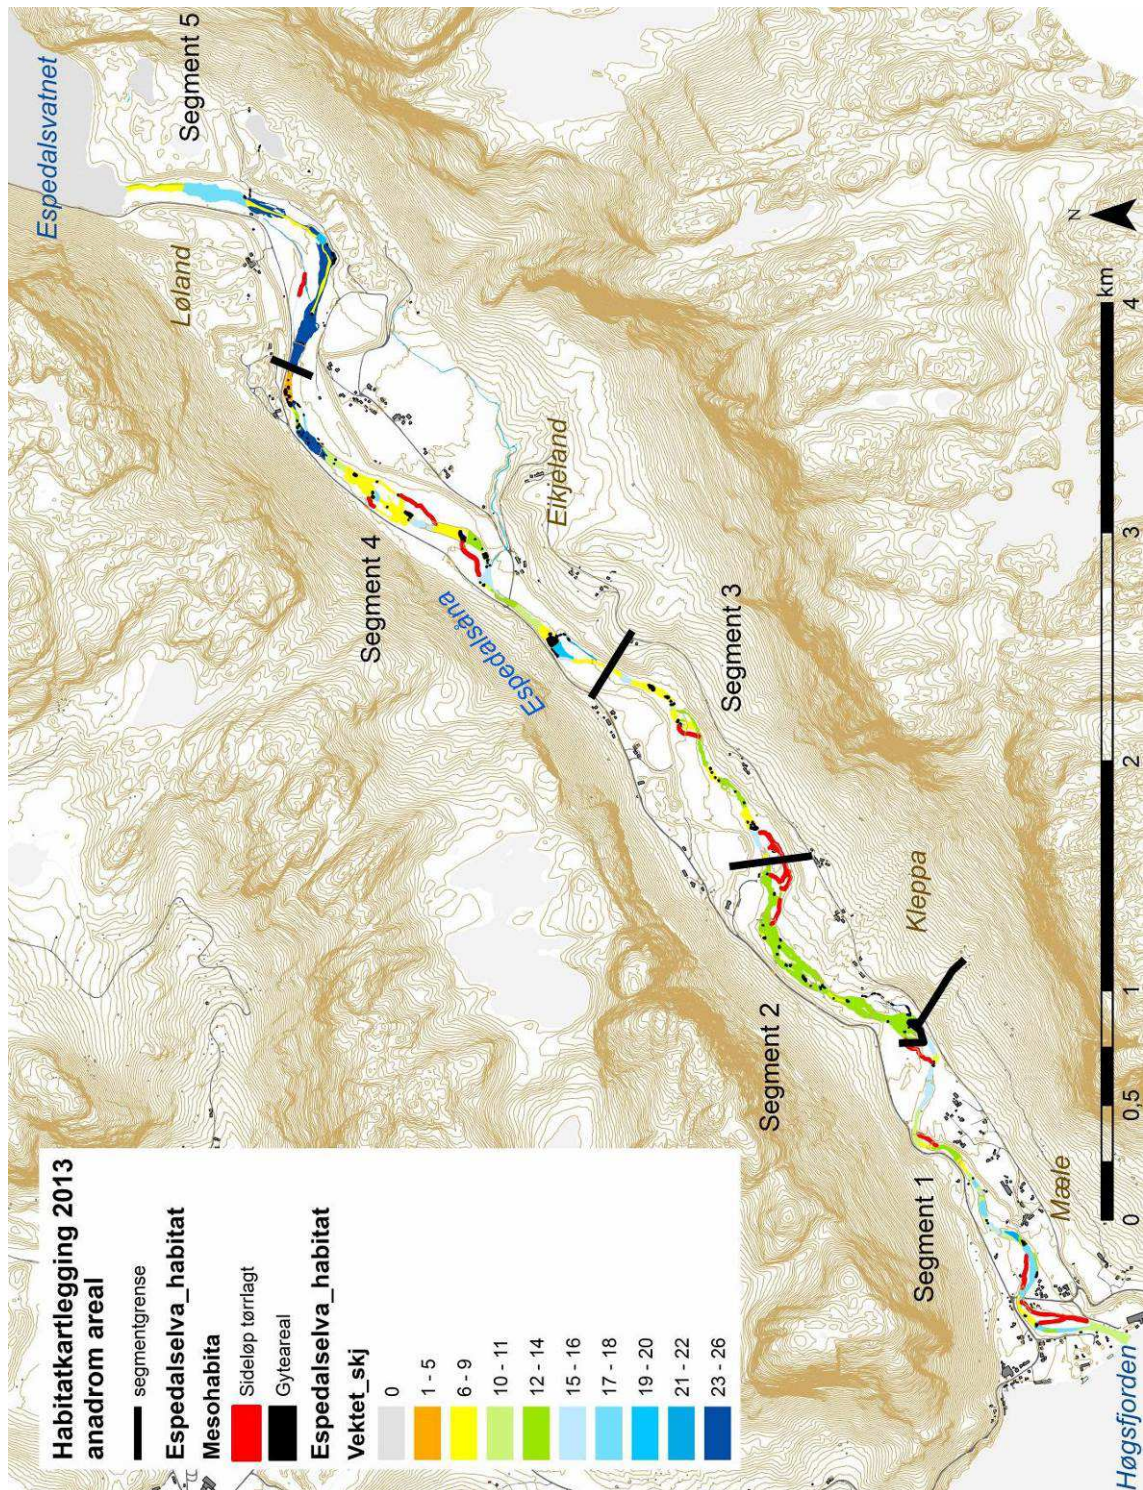 Habitatkartlegging 2013
anadrom areal
segmentgrense
Espedalselva_habitat
Mesohabita
Sideløp tørrlagt
Gyteareal
Espedalselva_habitat
Vektet_skj
0
1 - 5
6 - 9
10 - 11
12 - 14
15 - 16
17 - 18
19 - 20
21 - 22
23 - 26
Høgsfjorden
Segment 1
Mæle
Segment 2
Kleppa
Segment 3
Espedalsåna
Segment 4
Eikjeland
Løland
Espedalsvatnet
Segment 5
0
0,5
1
2
3
4
km
N